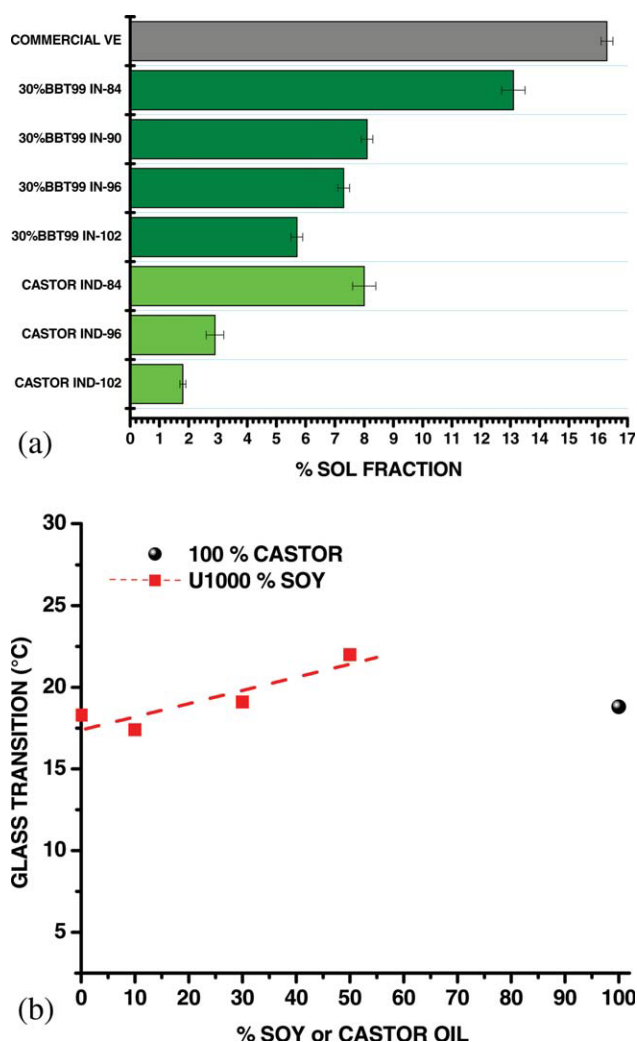 COMMERCIAL VE
30%BBT99 IN-84
30%BBT99 IN-90
30%BBT99 IN-96
30%BBT99 IN-102
CASTOR IND-84
CASTOR IND-96
CASTOR IND-102
0 1 2 3 4 5 6 7 8 9 10 11 12 13 14 15 16 17
(a)
% SOL FRACTION
30
25
20
15
10
5
GLASS TRANSITION (°C)
100 % CASTOR
U1000 % SOY
0 10 20 30 40 50 60 70 80 90 100
(b)
% SOY or CASTOR OIL